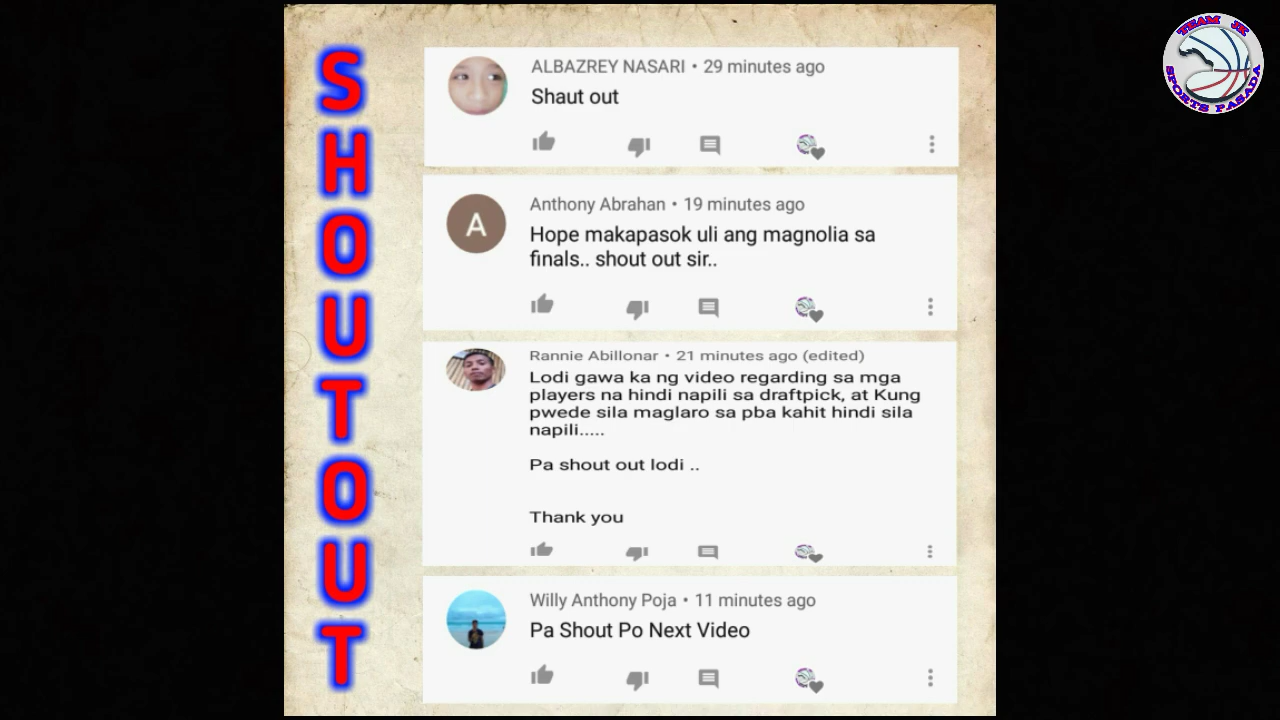 SHOUTOUT
TEAM JK
SPORTS PASADA
ALBAZREY NASARI • 29 minutes ago
Shaut out
A
Anthony Abrahan • 19 minutes ago
Hope makapasok uli ang magnolia sa
finals.. shout out sir..
Rannie Abillonar • 21 minutes ago (edited)
Lodi gawa ka ng video regarding sa mga
players na hindi napili sa draftpick, at Kung
pwede sila maglaro sa pba kahit hindi sila
napili.....
Pa shout out lodi ..
Thank you
Willy Anthony Poja • 11 minutes ago
Pa Shout Po Next Video